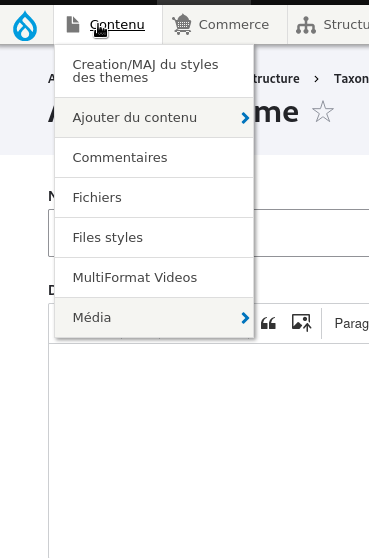 Contenu Commerce Structu
Creation/MAJ du styles
des themes
tructure › Taxon
Ajouter du contenu
me
Commentaires
Fichiers
Files styles
MultiFormat Videos
Média
Parag